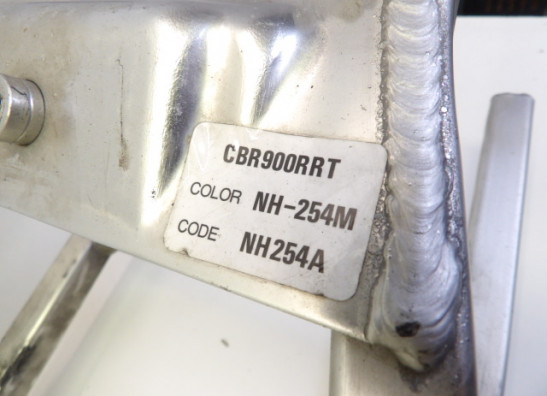 CBR900RRT
COLOR NH-254M
CODE NH254A